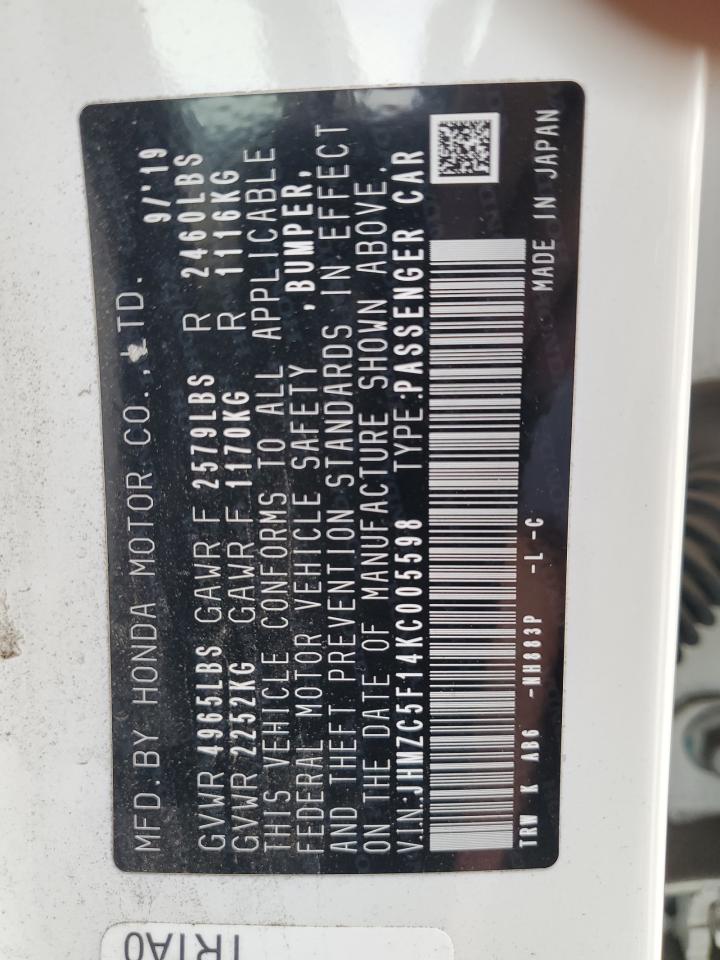 MFD. BY HONDA MOTOR CO., LTD. 9/'19
GVWR 4965LBS GAWR F 2579LBS R 2460LBS
GVWR 2252KG GAWR F 1170KG R 1116KG
THIS VEHICLE CONFORMS TO ALL APPLICABLE
FEDERAL MOTOR VEHICLE SAFETY ,BUMPER,
AND THEFT PREVENTION STANDARDS IN EFFECT
ON THE DATE OF MANUFACTURE SHOWN ABOVE.
V.I.N.:JHMZC5F14KC005598 TYPE:PASSENGER CAR
TRW K AB6 -NH883P -L-C MADE IN JAPAN
TRTA0